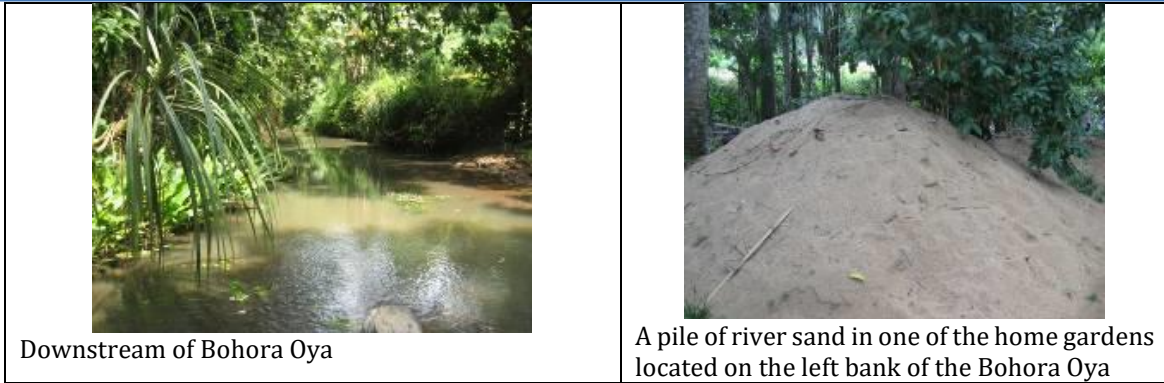 Downstream of Bohora Oya
A pile of river sand in one of the home gardens
located on the left bank of the Bohora Oya